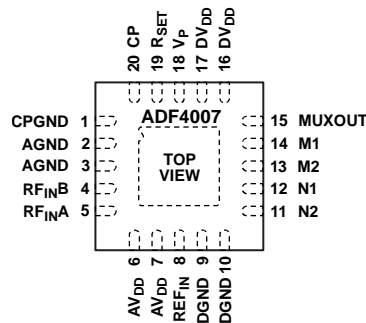 20 CP
19 RSET
18 VP
17 DVDD
16 DVDD
ADF4007
TOP
VIEW
CPGND 1
AGND 2
AGND 3
RFINB 4
RFINA 5
15 MUXOUT
14 M1
13 M2
12 N1
11 N2
AVDD 6
AVDD 7
REFIN 8
DGND 9
DGND 10